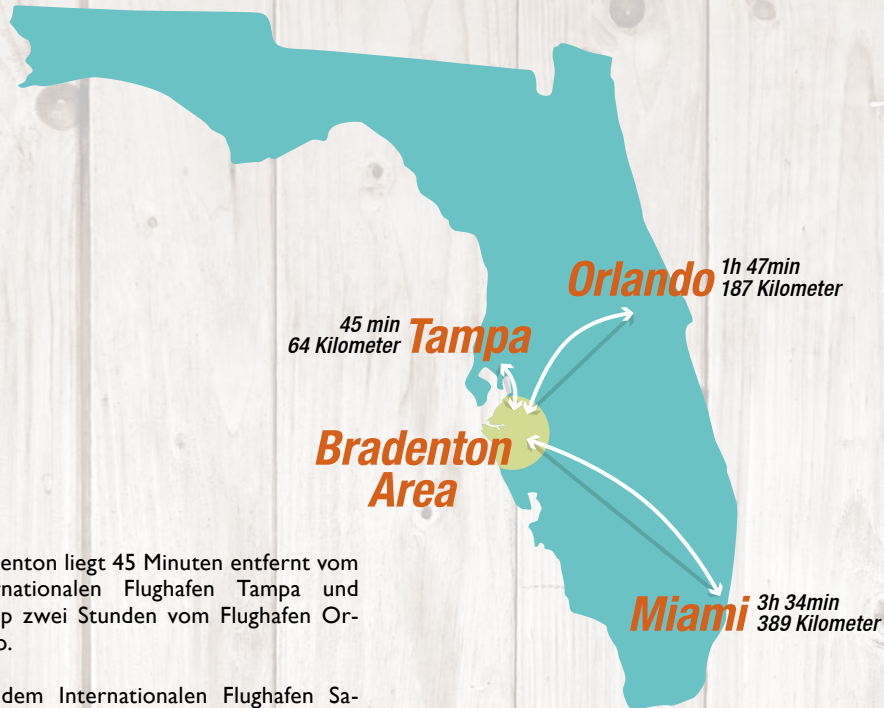 Orlando 1h 47min
187 Kilometer
45 min
64 Kilometer Tampa
Bradenton
Area
Miami 3h 34min
389 Kilometer
enton liegt 45 Minuten entfernt vom
rnationalen Flughafen Tampa und
p zwei Stunden vom Flughafen Or-
o.
dem Internationalen Flughafen Sa-